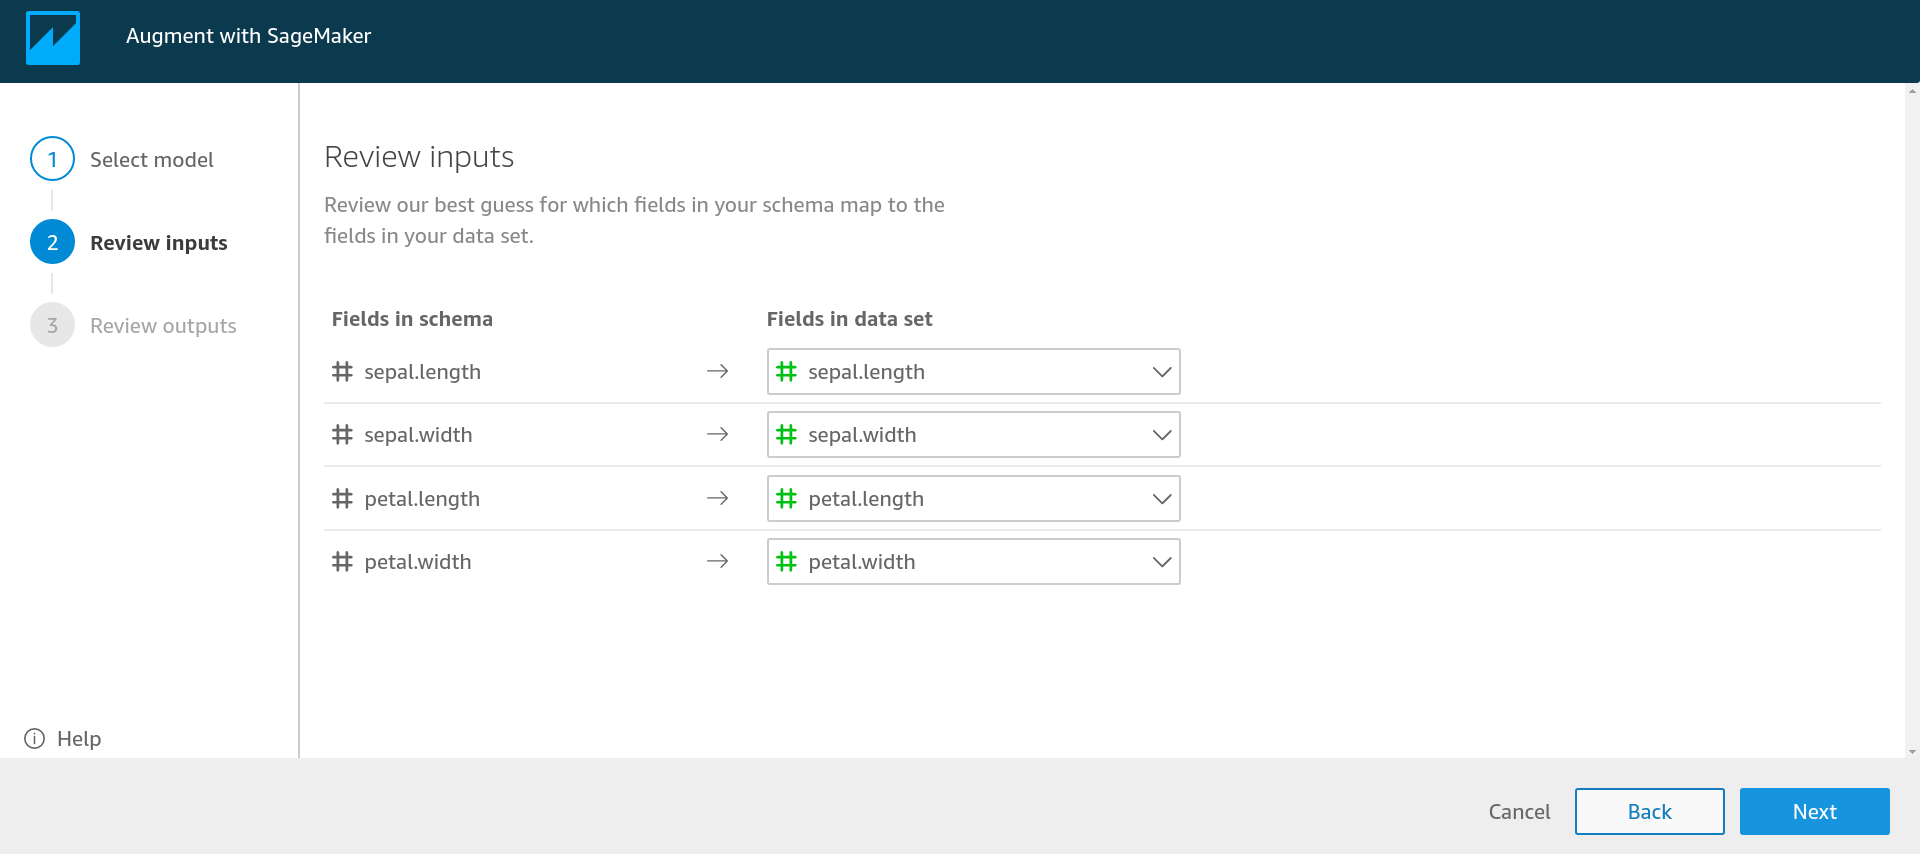 Augment with SageMaker
1 Select model
2 Review inputs
3 Review outputs
Help
Review inputs
Review our best guess for which fields in your schema map to the
fields in your data set.
Fields in schema Fields in data set
sepal.length → sepal.length
sepal.width → sepal.width
petal.length → petal.length
petal.width → petal.width
Cancel Back Next